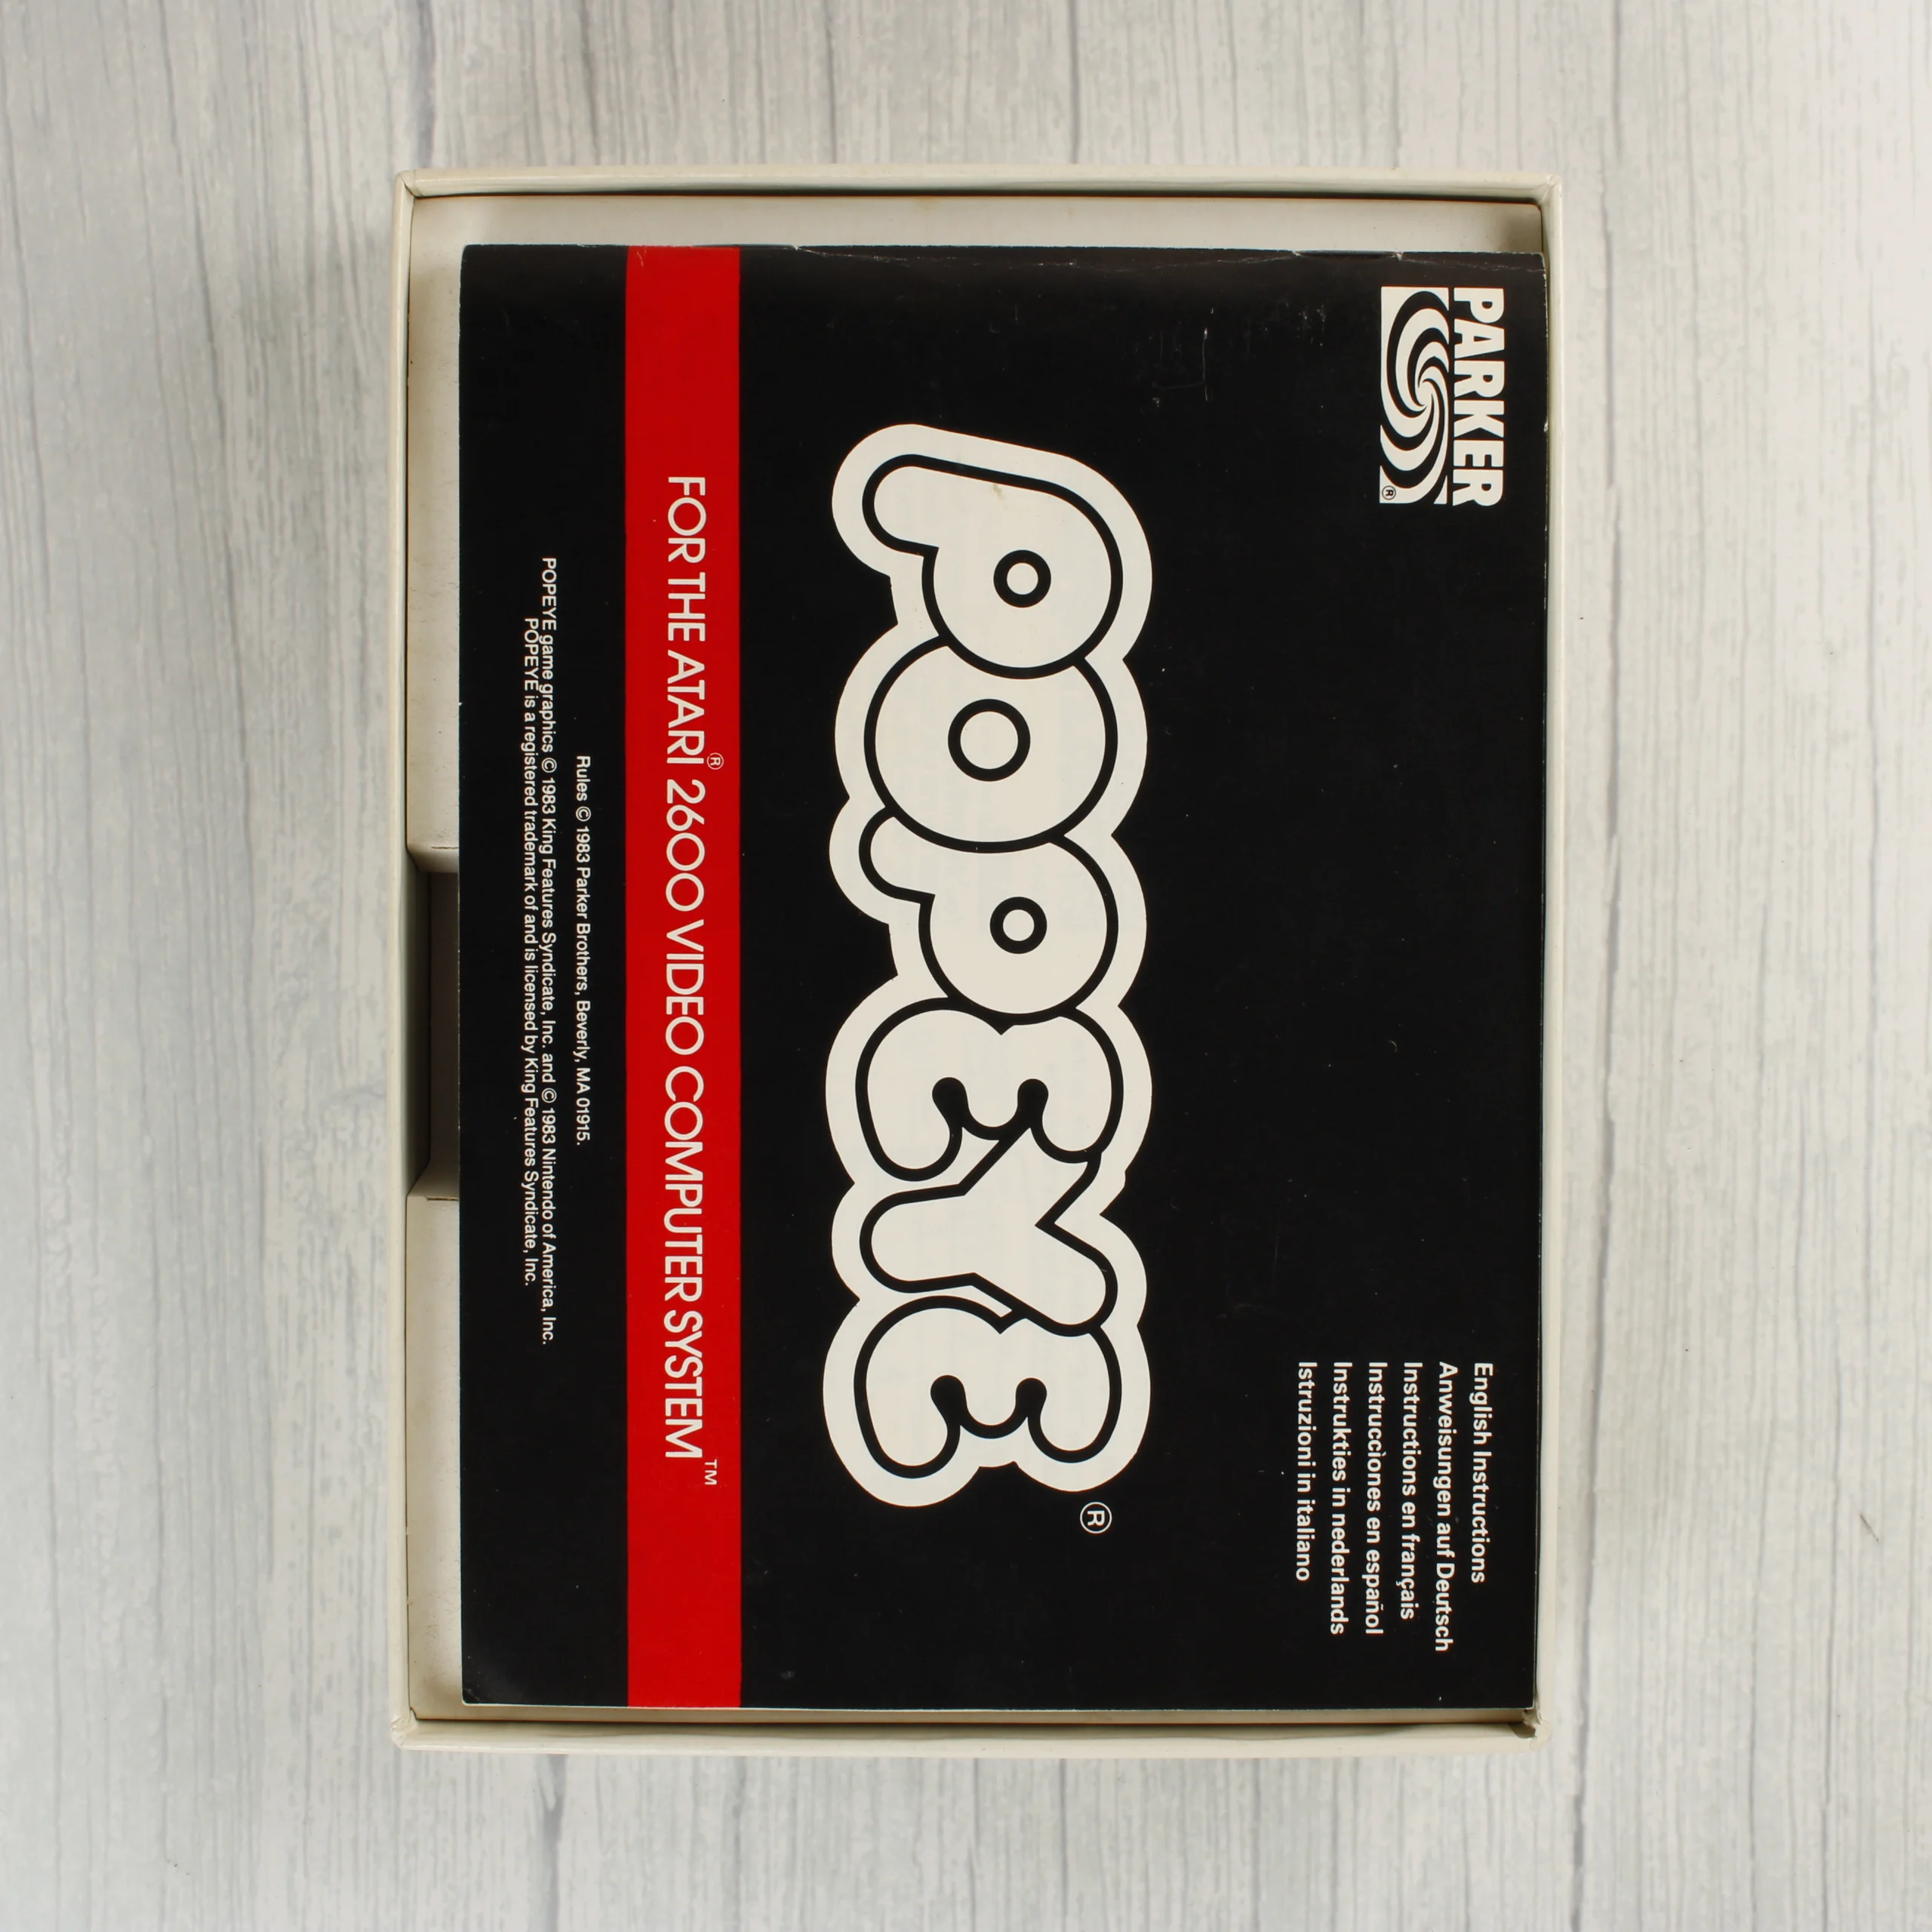 PARKER
®
English Instructions
Anweisungen auf Deutsch
Instructions en français
Instrucciones en español
Instrukties in nederlands
Istruzioni in italiano
POPEYE®
FOR THE ATARI® 2600 VIDEO COMPUTER SYSTEM™
Rules © 1983 Parker Brothers, Beverly, MA 01915.
POPEYE game graphics © 1983 King Features Syndicate, Inc. and © 1983 Nintendo of America, Inc.
POPEYE is a registered trademark of and is licensed by King Features Syndicate, Inc.